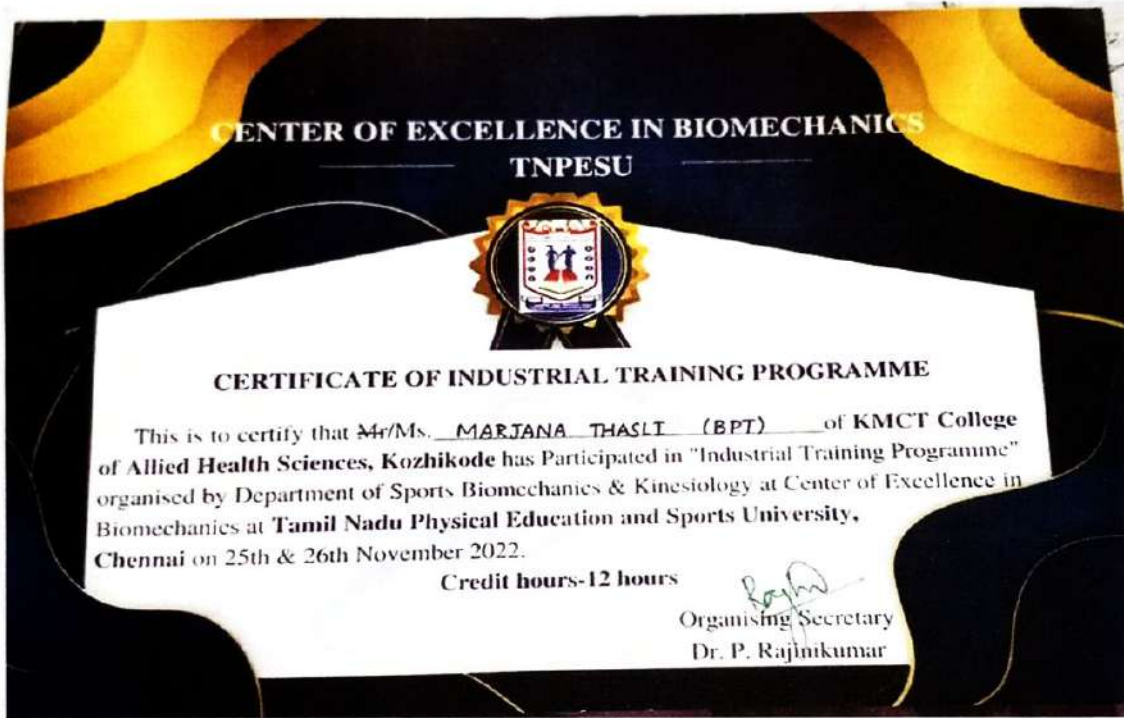 CENTER OF EXCELLENCE IN BIOMECHANICS
TNPESU
CERTIFICATE OF INDUSTRIAL TRAINING PROGRAMME
This is to certify that Mr/Ms. MARJANA THASLI (BPT) of KMCT College
of Allied Health Sciences, Kozhikode has Participated in "Industrial Training Programme"
organised by Department of Sports Biomechanics & Kinesiology at Center of Excellence in
Biomechanics at Tamil Nadu Physical Education and Sports University,
Chennai on 25th & 26th November 2022.
Credit hours-12 hours
Organising Secretary
Dr. P. Rajinikumar